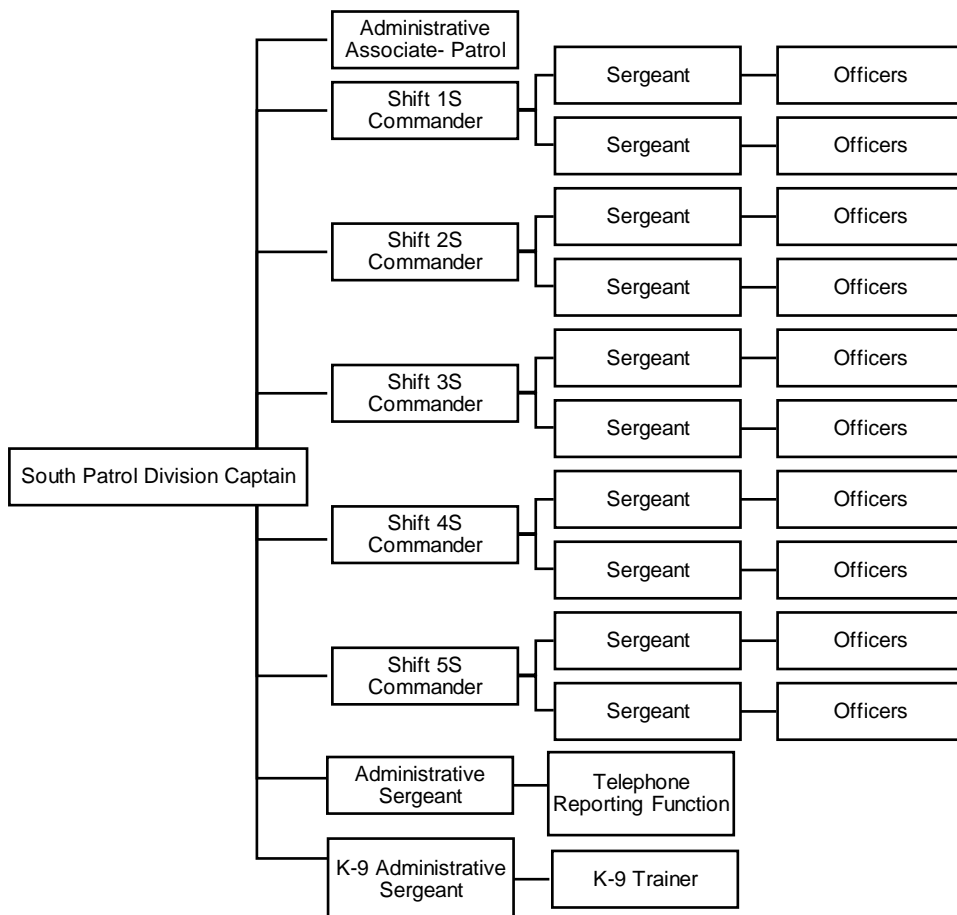 Administrative
Associate- Patrol
Shift 1S
Commander
Sergeant
Officers
Sergeant
Officers
Shift 2S
Commander
Sergeant
Officers
Sergeant
Officers
Shift 3S
Commander
Sergeant
Officers
Sergeant
Officers
South Patrol Division Captain
Shift 4S
Commander
Sergeant
Officers
Sergeant
Officers
Shift 5S
Commander
Sergeant
Officers
Sergeant
Officers
Administrative
Sergeant
Telephone
Reporting Function
K-9 Administrative
Sergeant
K-9 Trainer